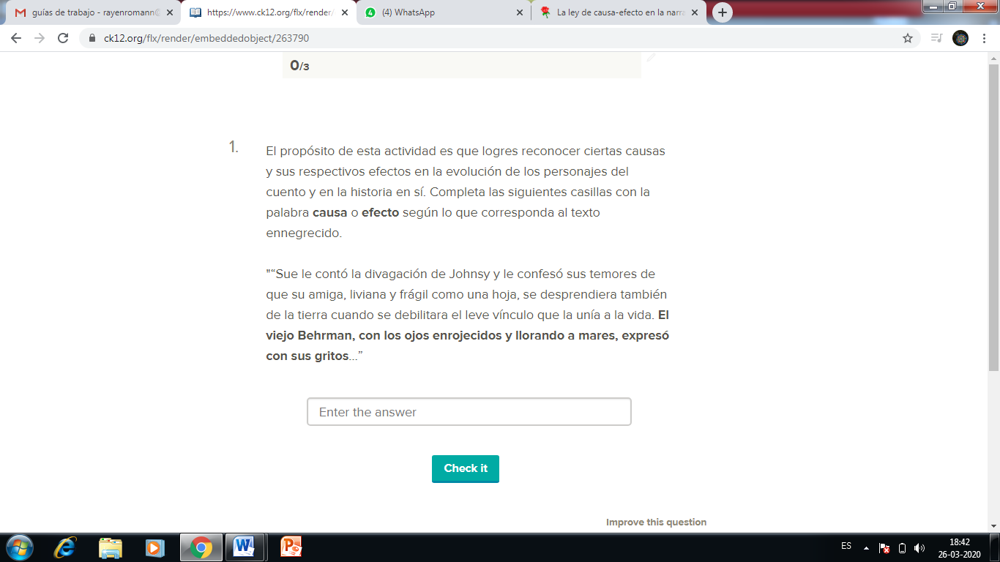 guías de trabajo - rayenromann@
https://www.ck12.org/flx/render/
(4) WhatsApp
La ley de causa-efecto en la narra
ck12.org/flx/render/embeddedobject/263790
0/3
1.
El propósito de esta actividad es que logres reconocer ciertas causas
y sus respectivos efectos en la evolución de los personajes del
cuento y en la historia en sí. Completa las siguientes casillas con la
palabra causa o efecto según lo que corresponda al texto
ennegrecido.
"“Sue le contó la divagación de Johnsy y le confesó sus temores de
que su amiga, liviana y frágil como una hoja, se desprendiera también
de la tierra cuando se debilitara el leve vínculo que la unía a la vida. El
viejo Behrman, con los ojos enrojecidos y llorando a mares, expresó
con sus gritos...”
Enter the answer
Check it
Improve this question
ES
18:42
26-03-2020